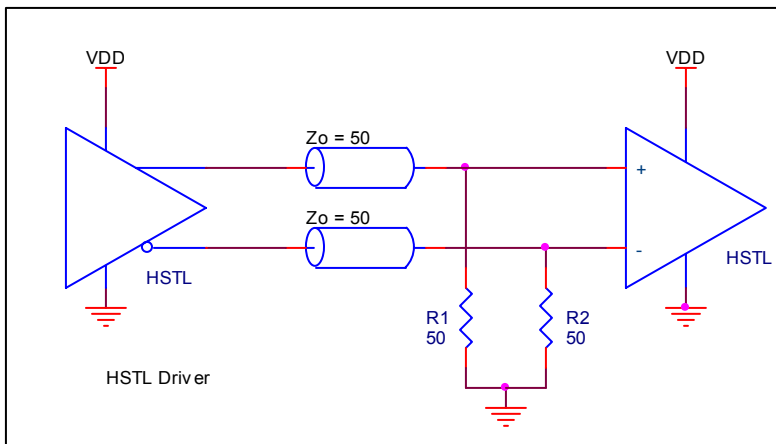 VDD
VDD
Zo = 50
+
Zo = 50
-
HSTL
HSTL
R1
50
R2
50
HSTL Driver